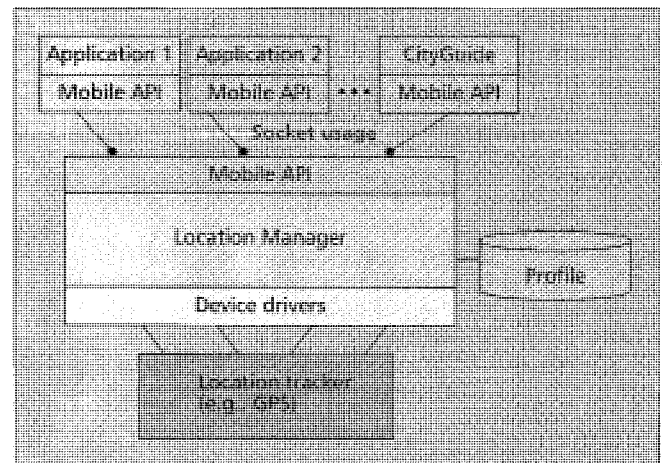 Application 1
Application 2
CityGuide
Mobile API
Mobile API
•••
Mobile API
Socket usage
Mobile API
Location Manager
Profile
Device drivers
Location tracker
(e.g., GPS)